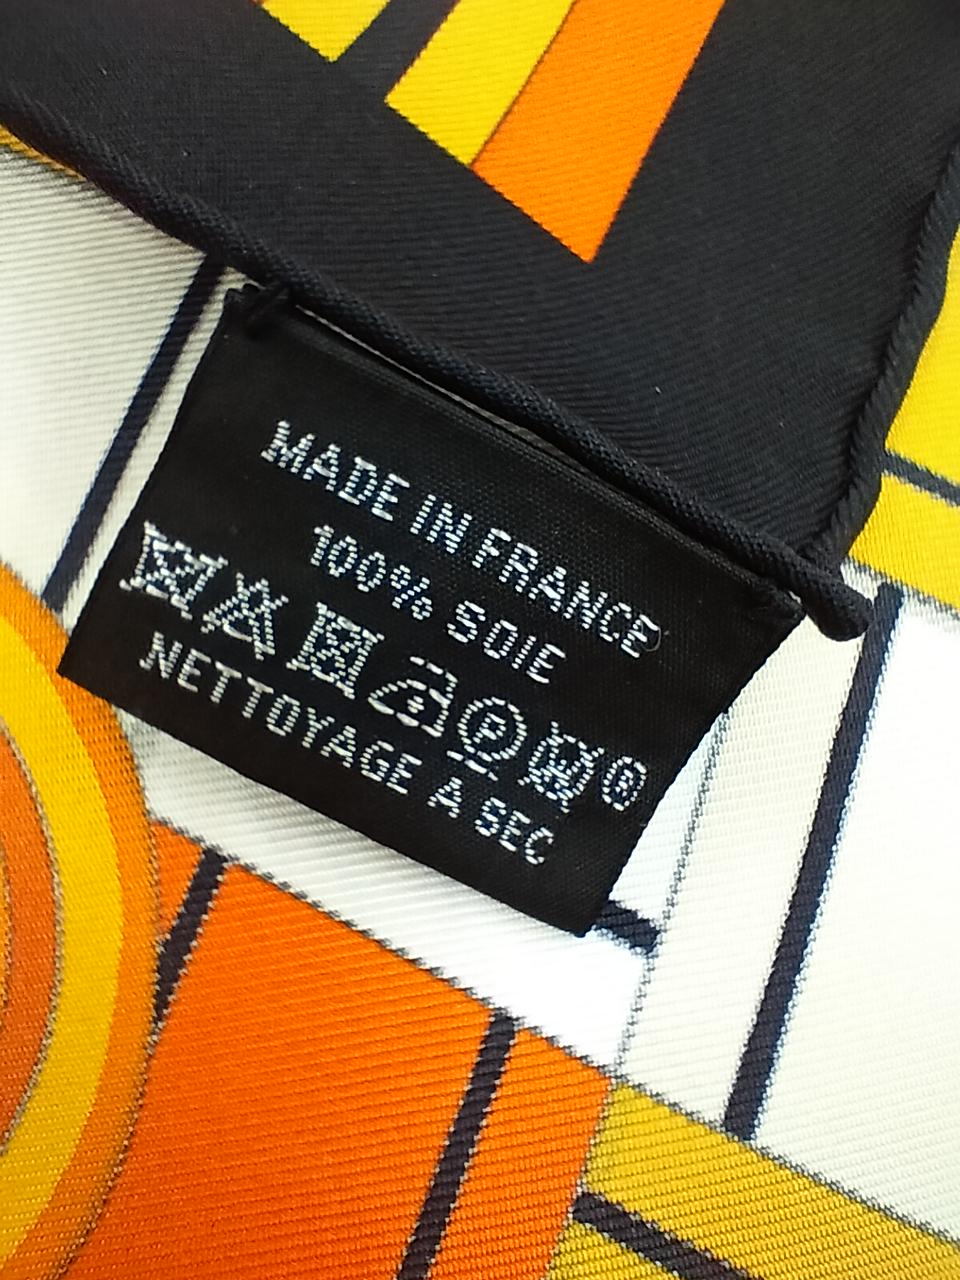 MADE IN FRANCE
100% SOIE
P ®
NETTOYAGE A SEC